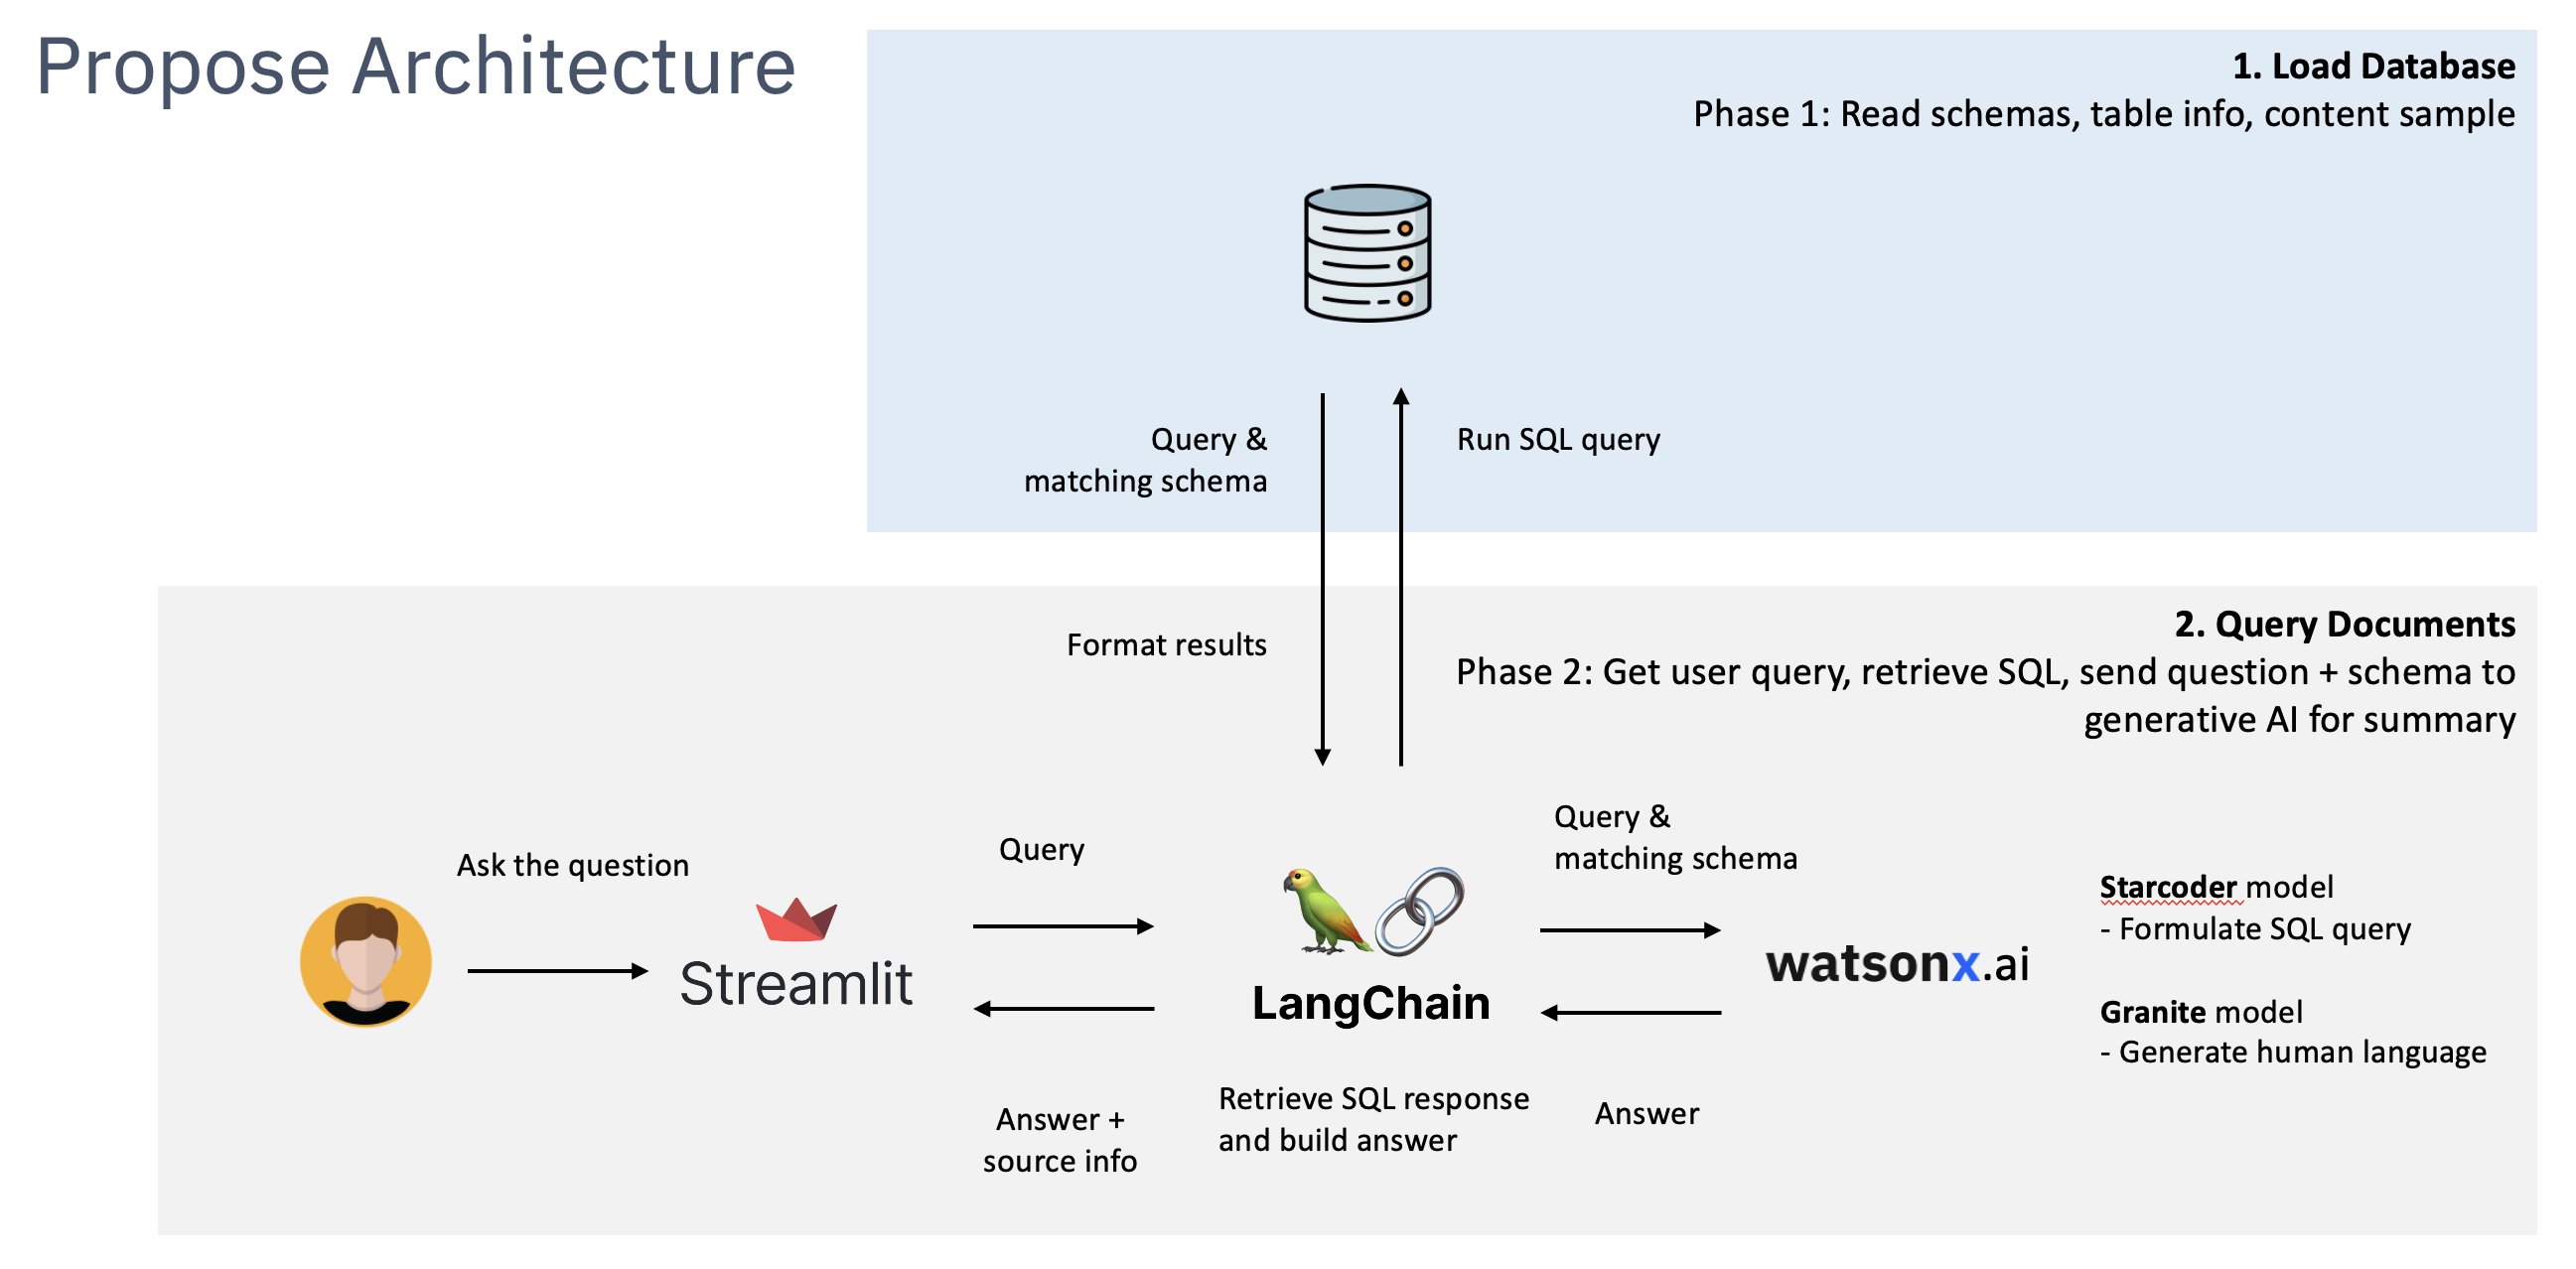 Propose Architecture
1. Load Database
Phase 1: Read schemas, table info, content sample
Query &
matching schema
Run SQL query
2. Query Documents
Phase 2: Get user query, retrieve SQL, send question + schema to
generative AI for summary
Format results
Ask the question
Streamlit
Query
Answer +
source info
LangChain
Retrieve SQL response
and build answer
Query &
matching schema
Answer
watsonx.ai
Starcoder model
- Formulate SQL query
Granite model
- Generate human language